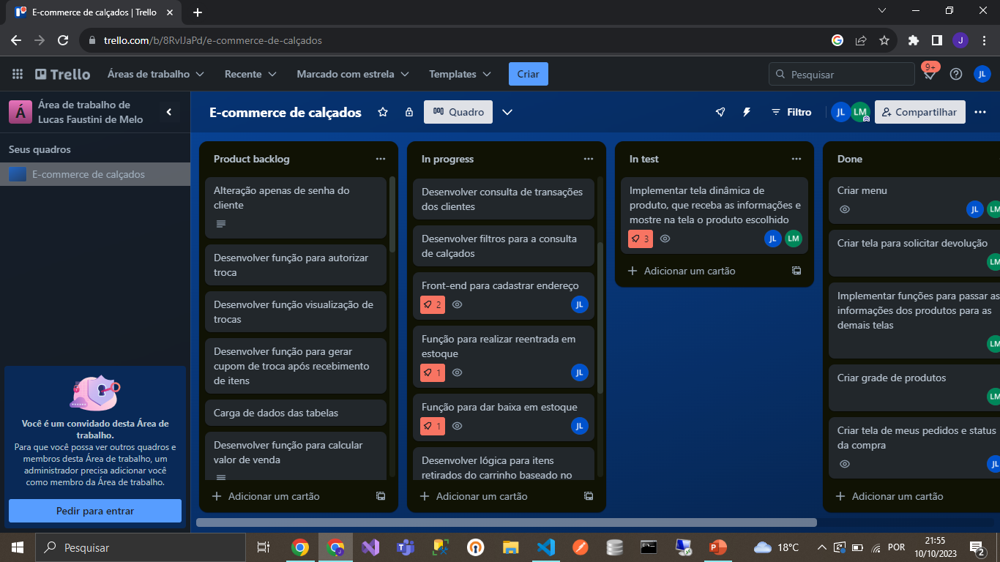 E-commerce de calçados | Trello
trello.com/b/8RvIJaPd/e-commerce-de-calçados
J
Trello
Áreas de trabalho
Recente
Marcado com estrela
Templates
Criar
Pesquisar
9+
JL
Á
Área de trabalho de
Lucas Faustini de Melo
E-commerce de calçados
Quadro
Filtro
JL
LM
Compartilhar
Seus quadros
E-commerce de calçados
Product backlog
Alteração apenas de senha do
cliente
Desenvolver função para autorizar
troca
Desenvolver função visualização de
trocas
Desenvolver função para gerar
cupom de troca após recebimento
de itens
Carga de dados das tabelas
Desenvolver função para calcular
valor de venda
Adicionar um cartão
In progress
Desenvolver consulta de transações
dos clientes
Desenvolver filtros para a consulta
de calçados
Front-end para cadastrar endereço
2
JL
Função para realizar reentrada em
estoque
1
JL
Função para dar baixa em estoque
1
JL
Desenvolver lógica para itens
retirados do carrinho baseado no
Adicionar um cartão
In test
Implementar tela dinâmica de
produto, que receba as informações e
mostre na tela o produto escolhido
3
JL
LM
Adicionar um cartão
Done
Criar menu
JL
LM
Criar tela para solicitar devolução
LM
Implementar funções para passar as
informações dos produtos para as
demais telas
LM
Criar grade de produtos
LM
Criar tela de meus pedidos e status
da compra
JL
Adicionar um cartão
Você é um convidado desta Área de
trabalho.
Para que você possa ver outros quadros e
membros desta Área de trabalho, um
administrador precisa adicionar você
como membro da Área de trabalho.
Pedir para entrar
Pesquisar
18°C
POR
21:55
10/10/2023
2